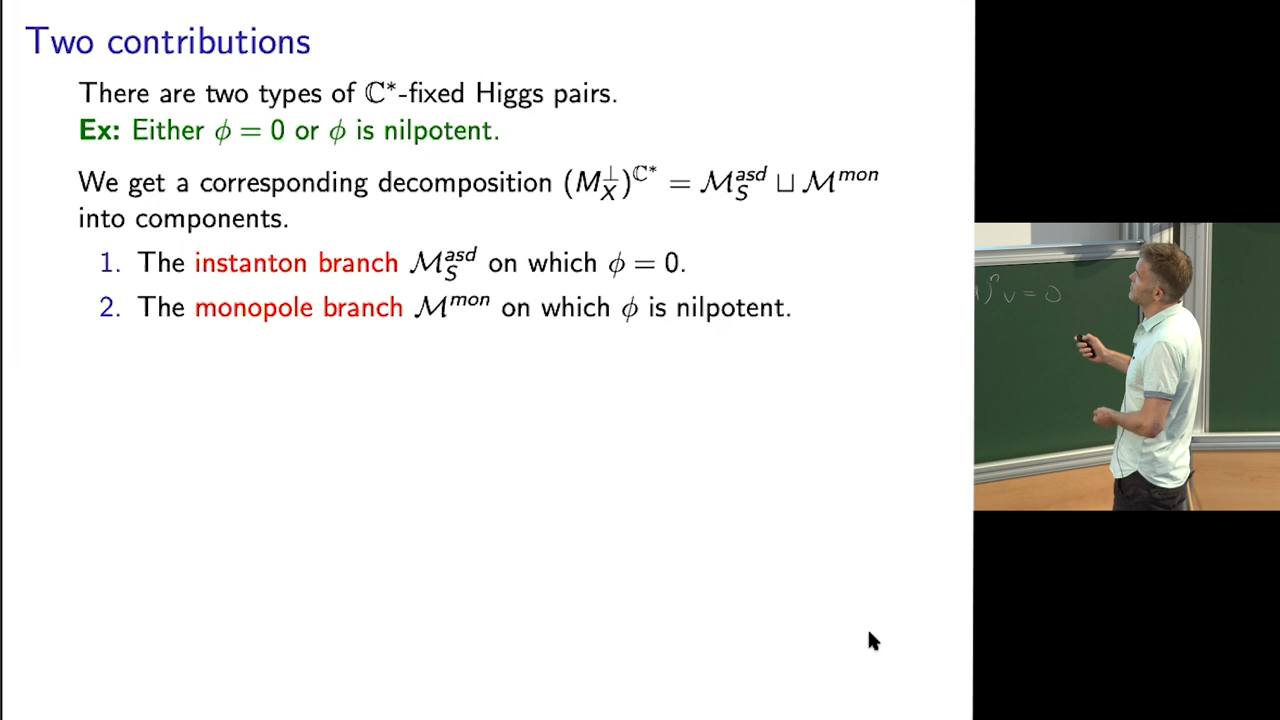 Two contributions
There are two types of ℂ*-fixed Higgs pairs.
Ex: Either ϕ = 0 or ϕ is nilpotent.
We get a corresponding decomposition (M_X^⊥)^{ℂ*} = ℳ_S^{asd} ⊔ ℳ^{mon}
into components.
1. The instanton branch ℳ_S^{asd} on which ϕ = 0.
2. The monopole branch ℳ^{mon} on which ϕ is nilpotent.
)^n v = 0